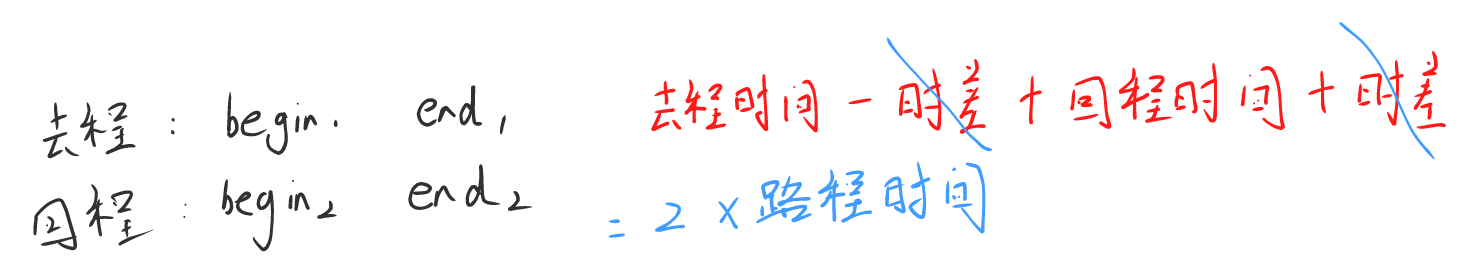 去程时间 - 时差 + 回程时间 + 时差
去程: begin₁ end₁
回程: begin₂ end₂
= 2 × 路程时间